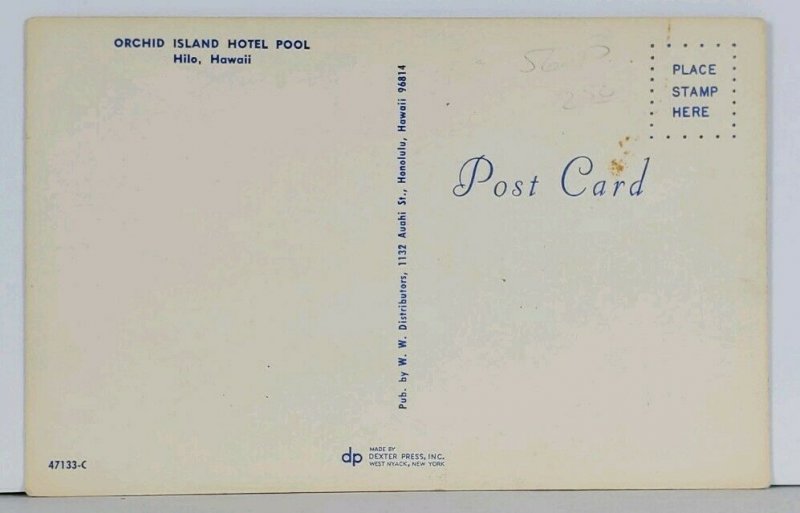 ORCHID ISLAND HOTEL POOL
Hilo, Hawaii
Pub. by W. W. Distributors, 1132 Auahi St., Honolulu, Hawaii 96814
PLACE
STAMP
HERE
Post Card
47133-C
dp
MADE BY
DEXTER PRESS, INC.
WEST NYACK, NEW YORK